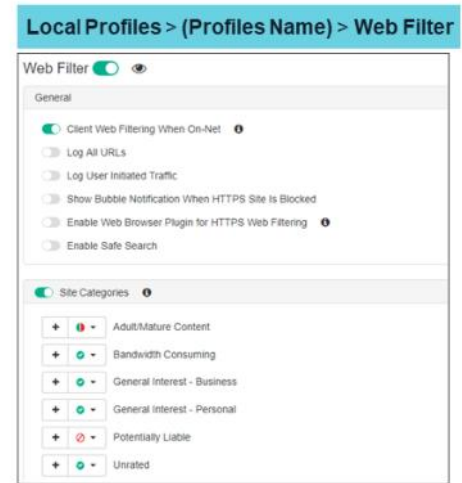 Local Profiles > (Profiles Name) > Web Filter
Web Filter
General
Client Web Filtering When On-Net
Log All URLs
Log User Initiated Traffic
Show Bubble Notification When HTTPS Site Is Blocked
Enable Web Browser Plugin for HTTPS Web Filtering
Enable Safe Search
Site Categories
Adult/Mature Content
Bandwidth Consuming
General Interest - Business
General Interest - Personal
Potentially Liable
Unrated